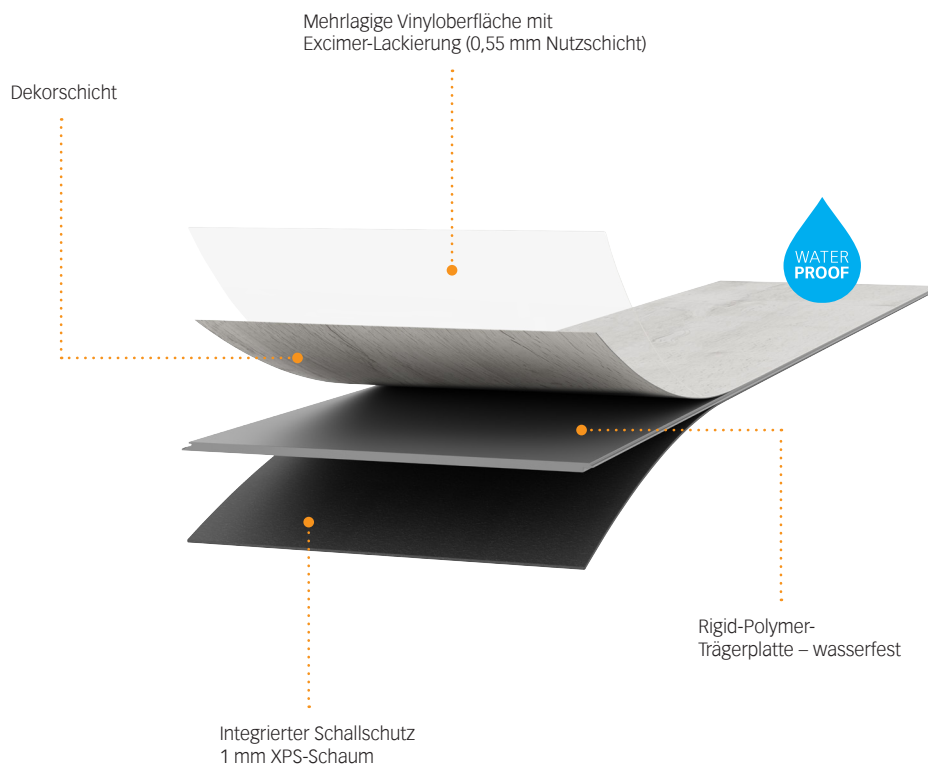 Mehrlagige Vinyloberfläche mit
Excimer-Lackierung (0,55 mm Nutzschicht)
Dekorschicht
WATER
PROOF
Rigid-Polymer-
Trägerplatte – wasserfest
Integrierter Schallschutz
1 mm XPS-Schaum